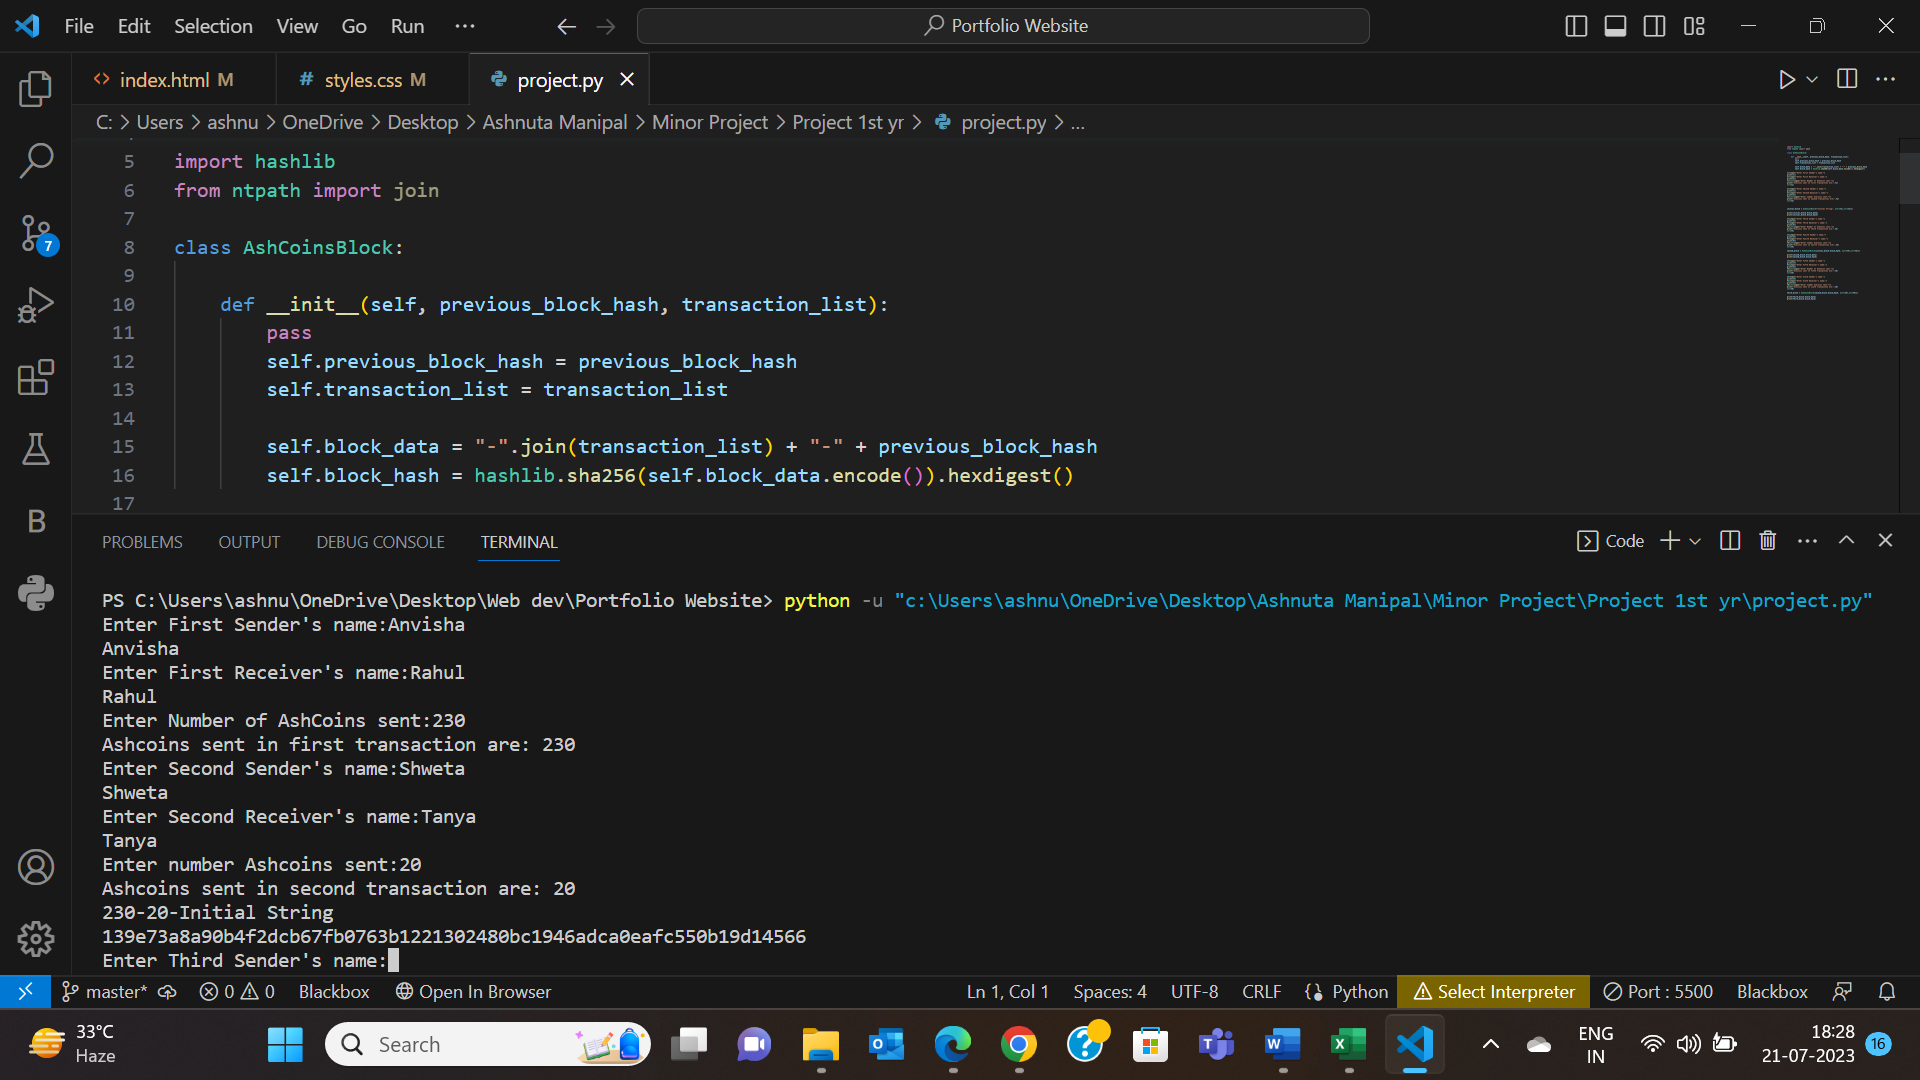 File Edit Selection View Go Run ··· Portfolio Website
index.html M # styles.css M project.py
C: > Users > ashnu > OneDrive > Desktop > Ashnuta Manipal > Minor Project > Project 1st yr > project.py > ...
5 import hashlib
6 from ntpath import join
7
8 class AshCoinsBlock:
9
10 def __init__(self, previous_block_hash, transaction_list):
11 pass
12 self.previous_block_hash = previous_block_hash
13 self.transaction_list = transaction_list
14
15 self.block_data = "-".join(transaction_list) + "-" + previous_block_hash
16 self.block_hash = hashlib.sha256(self.block_data.encode()).hexdigest()
17
7
B
PROBLEMS OUTPUT DEBUG CONSOLE TERMINAL Code
PS C:\Users\ashnu\OneDrive\Desktop\Web dev\Portfolio Website> python -u "c:\Users\ashnu\OneDrive\Desktop\Ashnuta Manipal\Minor Project\Project 1st yr\project.py"
Enter First Sender's name:Anvisha
Anvisha
Enter First Receiver's name:Rahul
Rahul
Enter Number of AshCoins sent:230
Ashcoins sent in first transaction are: 230
Enter Second Sender's name:Shweta
Shweta
Enter Second Receiver's name:Tanya
Tanya
Enter number Ashcoins sent:20
Ashcoins sent in second transaction are: 20
230-20-Initial String
139e73a8a90b4f2dcb67fb0763b1221302480bc1946adca0eafc550b19d14566
Enter Third Sender's name:
master* 0 0 Blackbox Open In Browser Ln 1, Col 1 Spaces: 4 UTF-8 CRLF Python Select Interpreter Port : 5500 Blackbox
33°C
Haze
Search
ENG
IN
18:28
21-07-2023
16